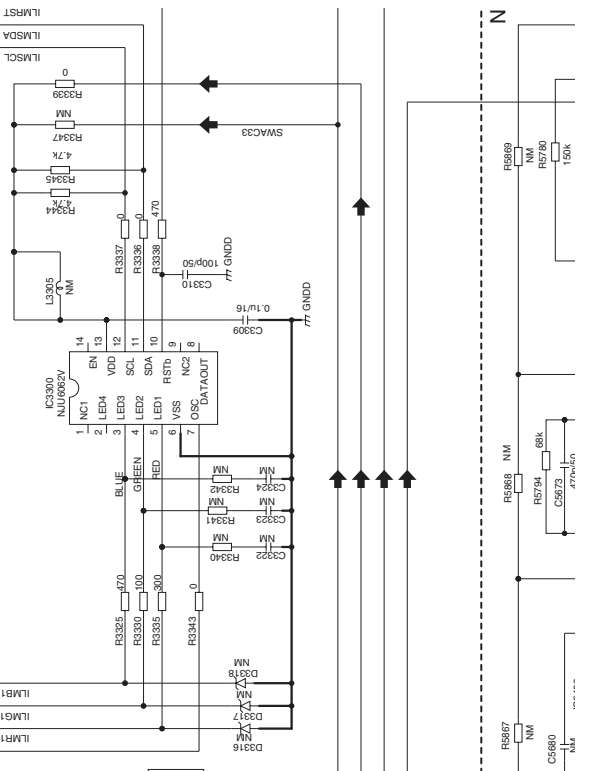 ILMRST
ILMSDA
ILMSCL
0
R3339
NM
R3347
SWAC33
4.7k
R3345
4.7k
R3344
0
R3337
0
R3336
470
R3338
100p/50
C3310
GNDD
L3305
NM
0.1u/16
C3309
GNDD
IC3300
NJU6062V
14
13
12
11
10
9
8
EN
VDD
SCL
SDA
RSTb
NC2
DATAOUT
NC1
LED4
LED3
LED2
LED1
VSS
OSC
1
2
3
4
5
6
7
BLUE
GREEN
RED
NM
R3342
NM
C3324
NM
R3341
NM
C3323
NM
R3340
NM
C3322
R3325
470
R3330
100
R3335
300
R3343
0
NM
D3318
NM
D3317
NM
D3316
ILMB1
ILMG1
ILMR1
N
R5869
NM
R5780
150k
R5868
NM
R5794
68k
C5673
470p/50
R5867
NM
C5680
NM